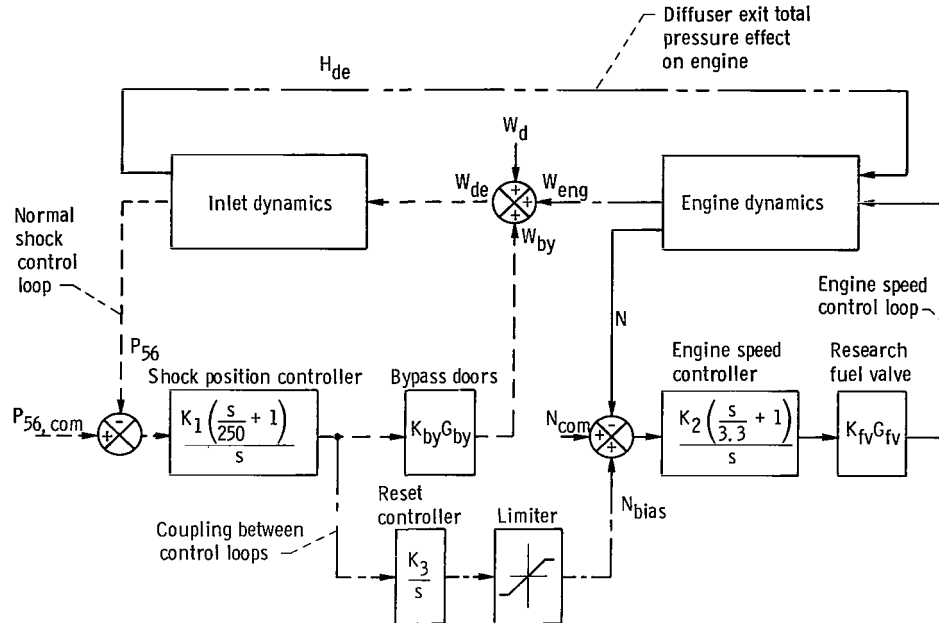 Diffuser exit total
pressure effect
on engine
H_de
W_d
W_de
W_eng
W_by
Inlet dynamics
Engine dynamics
Normal
shock
control
loop
Engine speed
control loop
N
P_56
Shock position controller
Bypass doors
Engine speed
controller
Research
fuel valve
P_56, com
K_1 (s/250 + 1)
s
K_by G_by
N_com
K_2 (s/3.3 + 1)
s
K_fv G_fv
N_bias
Reset
controller
Limiter
Coupling between
control loops
K_3
s